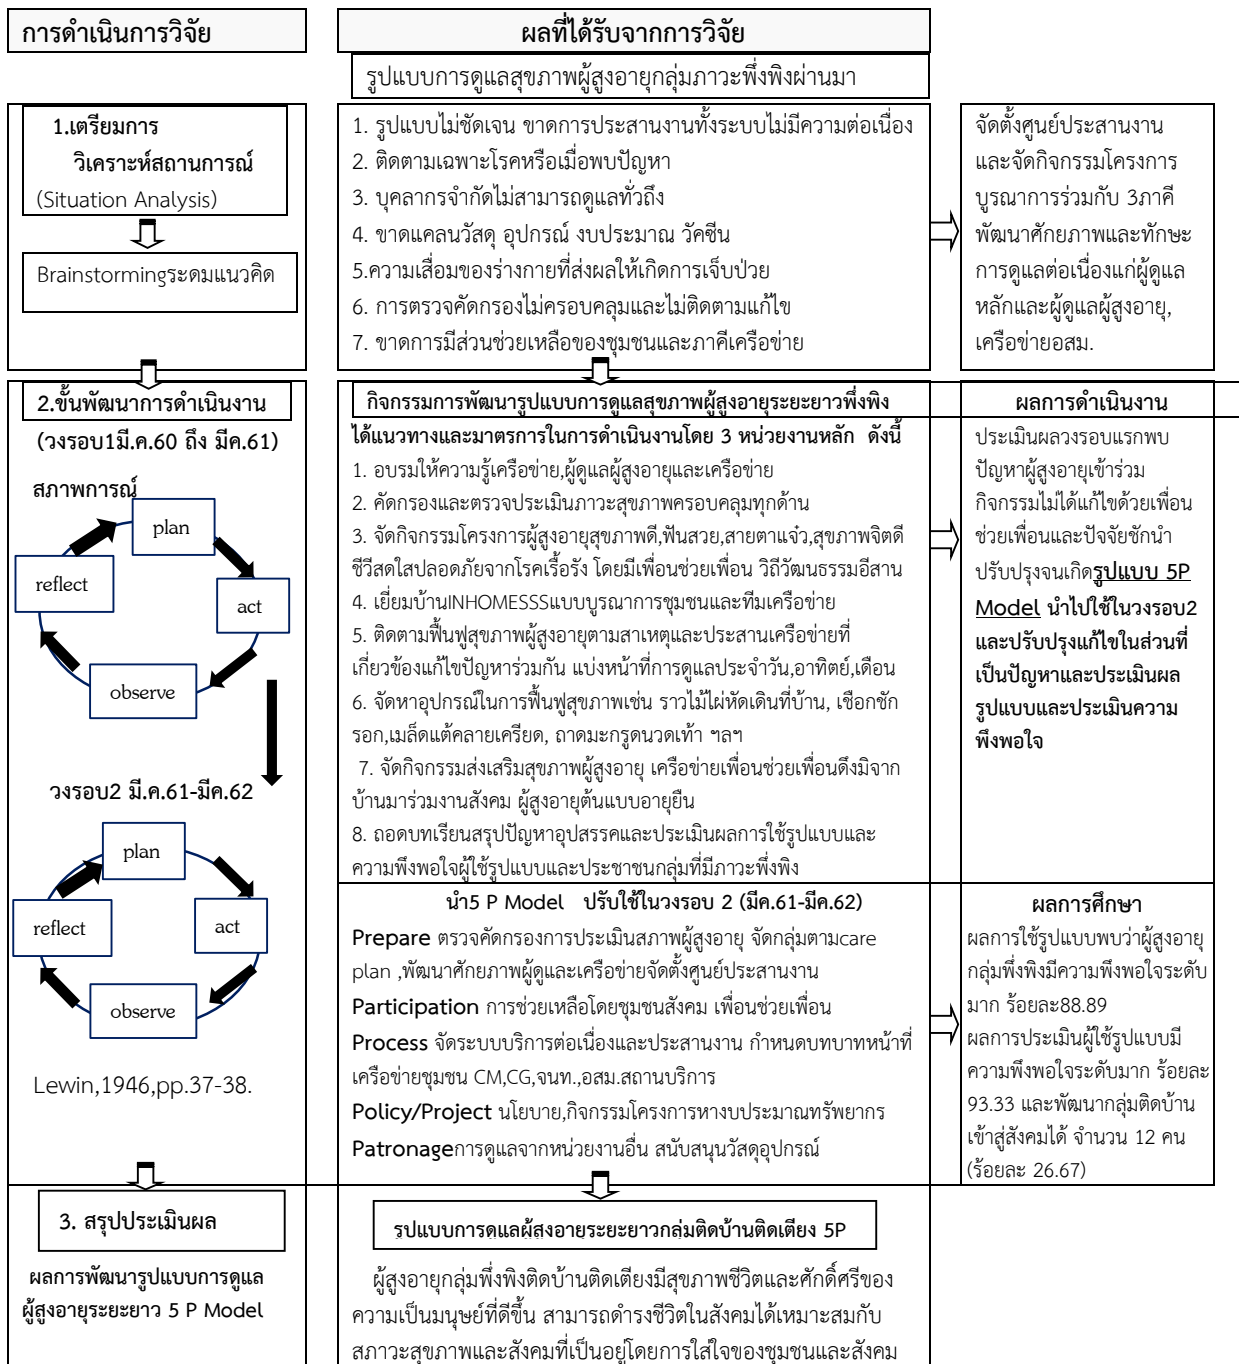 การดำเนินการวิจัย
ผลที่ได้รับจากการวิจัย
รูปแบบการดูแลสุขภาพผู้สูงอายุกลุ่มภาวะพึ่งพิงผ่านมา
1.เตรียมการ
วิเคราะห์สถานการณ์
(Situation Analysis)
Brainstormingระดมแนวคิด
1. รูปแบบไม่ชัดเจน ขาดการประสานงานทั้งระบบไม่มีความต่อเนื่อง
2. ติดตามเฉพาะโรคหรือเมื่อพบปัญหา
3. บุคลากรจำกัดไม่สามารถดูแลทั่วถึง
4. ขาดแคลนวัสดุ อุปกรณ์ งบประมาณ วัคซีน
5.ความเสื่อมของร่างกายที่ส่งผลให้เกิดการเจ็บป่วย
6. การตรวจคัดกรองไม่ครอบคลุมและไม่ติดตามแก้ไข
7. ขาดการมีส่วนช่วยเหลือของชุมชนและภาคีเครือข่าย
จัดตั้งศูนย์ประสานงาน
และจัดกิจกรรมโครงการ
บูรณาการร่วมกับ 3ภาคี
พัฒนาศักยภาพและทักษะ
การดูแลต่อเนื่องแก่ผู้ดูแล
หลักและผู้ดูแลผู้สูงอายุ,
เครือข่ายอสม.
2.ขั้นพัฒนาการดำเนินงาน
(วงรอบ1มี.ค.60 ถึง มีค.61)
สภาพการณ์
plan
act
observe
reflect
วงรอบ2 มี.ค.61-มีค.62
plan
act
observe
reflect
Lewin,1946,pp.37-38.
กิจกรรมการพัฒนารูปแบบการดูแลสุขภาพผู้สูงอายุระยะยาวพึ่งพิง
ได้แนวทางและมาตรการในการดำเนินงานโดย 3 หน่วยงานหลัก ดังนี้
1. อบรมให้ความรู้เครือข่าย,ผู้ดูแลผู้สูงอายุและเครือข่าย
2. คัดกรองและตรวจประเมินภาวะสุขภาพครอบคลุมทุกด้าน
3. จัดกิจกรรมโครงการผู้สูงอายุสุขภาพดี,ฟันสวย,สายตาแจ๋ว,สุขภาพจิตดี
ชีวีสดใสปลอดภัยจากโรคเรื้อรัง โดยมีเพื่อนช่วยเพื่อน วิถีวัฒนธรรมอีสาน
4. เยี่ยมบ้านINHOMESSSแบบบูรณาการชุมชนและทีมเครือข่าย
5. ติดตามฟื้นฟูสุขภาพผู้สูงอายุตามสาเหตุและประสานเครือข่ายที่
เกี่ยวข้องแก้ไขปัญหาร่วมกัน แบ่งหน้าที่การดูแลประจำวัน,อาทิตย์,เดือน
6. จัดหาอุปกรณ์ในการฟื้นฟูสุขภาพเช่น ราวไม้ไผ่หัดเดินที่บ้าน, เชือกชัก
รอก,เมล็ดแต้คลายเครียด, ถาดมะกรูดนวดเท้า ฯลฯ
7. จัดกิจกรรมส่งเสริมสุขภาพผู้สูงอายุ เครือข่ายเพื่อนช่วยเพื่อนดึงมิจาก
บ้านมาร่วมงานสังคม ผู้สูงอายุต้นแบบอายุยืน
8. ถอดบทเรียนสรุปปัญหาอุปสรรคและประเมินผลการใช้รูปแบบและ
ความพึงพอใจผู้ใช้รูปแบบและประชาชนกลุ่มที่มีภาวะพึ่งพิง
ผลการดำเนินงาน
ประเมินผลวงรอบแรกพบ
ปัญหาผู้สูงอายุเข้าร่วม
กิจกรรมไม่ได้แก้ไขด้วยเพื่อน
ช่วยเพื่อนและปัจจัยชักนำ
ปรับปรุงจนเกิดรูปแบบ 5P
Model นำไปใช้ในวงรอบ2
และปรับปรุงแก้ไขในส่วนที่
เป็นปัญหาและประเมินผล
รูปแบบและประเมินความ
พึงพอใจ
นำ5 P Model ปรับใช้ในวงรอบ 2 (มีค.61-มีค.62)
Prepare ตรวจคัดกรองการประเมินสภาพผู้สูงอายุ จัดกลุ่มตามcare
plan ,พัฒนาศักยภาพผู้ดูและเครือข่ายจัดตั้งศูนย์ประสานงาน
Participation การช่วยเหลือโดยชุมชนสังคม เพื่อนช่วยเพื่อน
Process จัดระบบบริการต่อเนื่องและประสานงาน กำหนดบทบาทหน้าที่
เครือข่ายชุมชน CM,CG,จนท.,อสม.สถานบริการ
Policy/Project นโยบาย,กิจกรรมโครงการหางบประมาณทรัพยากร
Patronageการดูแลจากหน่วยงานอื่น สนับสนุนวัสดุอุปกรณ์
ผลการศึกษา
ผลการใช้รูปแบบพบว่าผู้สูงอายุ
กลุ่มพึ่งพิงมีความพึงพอใจระดับ
มาก ร้อยละ88.89
ผลการประเมินผู้ใช้รูปแบบมี
ความพึงพอใจระดับมาก ร้อยละ
93.33 และพัฒนากลุ่มติดบ้าน
เข้าสู่สังคมได้ จำนวน 12 คน
(ร้อยละ 26.67)
3. สรุปประเมินผล
ผลการพัฒนารูปแบบการดูแล
ผู้สูงอายุระยะยาว 5 P Model
รูปแบบการดูแลผู้สูงอายุระยะยาวกลุ่มติดบ้านติดเตียง 5P
ผู้สูงอายุกลุ่มพึ่งพิงติดบ้านติดเตียงมีสุขภาพชีวิตและศักดิ์ศรีของ
ความเป็นมนุษย์ที่ดีขึ้น สามารถดำรงชีวิตในสังคมได้เหมาะสมกับ
สภาวะสุขภาพและสังคมที่เป็นอยู่โดยการใส่ใจของชุมชนและสังคม